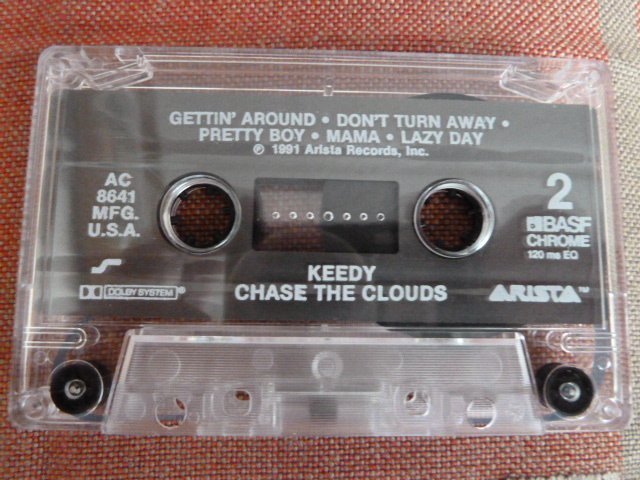 GETTIN' AROUND • DON'T TURN AWAY •
PRETTY BOY • MAMA • LAZY DAY
℗ 1991 Arista Records, Inc.
AC
8641
MFG.
U.S.A.
2
BASF
CHROME
120 ms EQ
KEEDY
CHASE THE CLOUDS
DOLBY SYSTEM®
ARISTA™